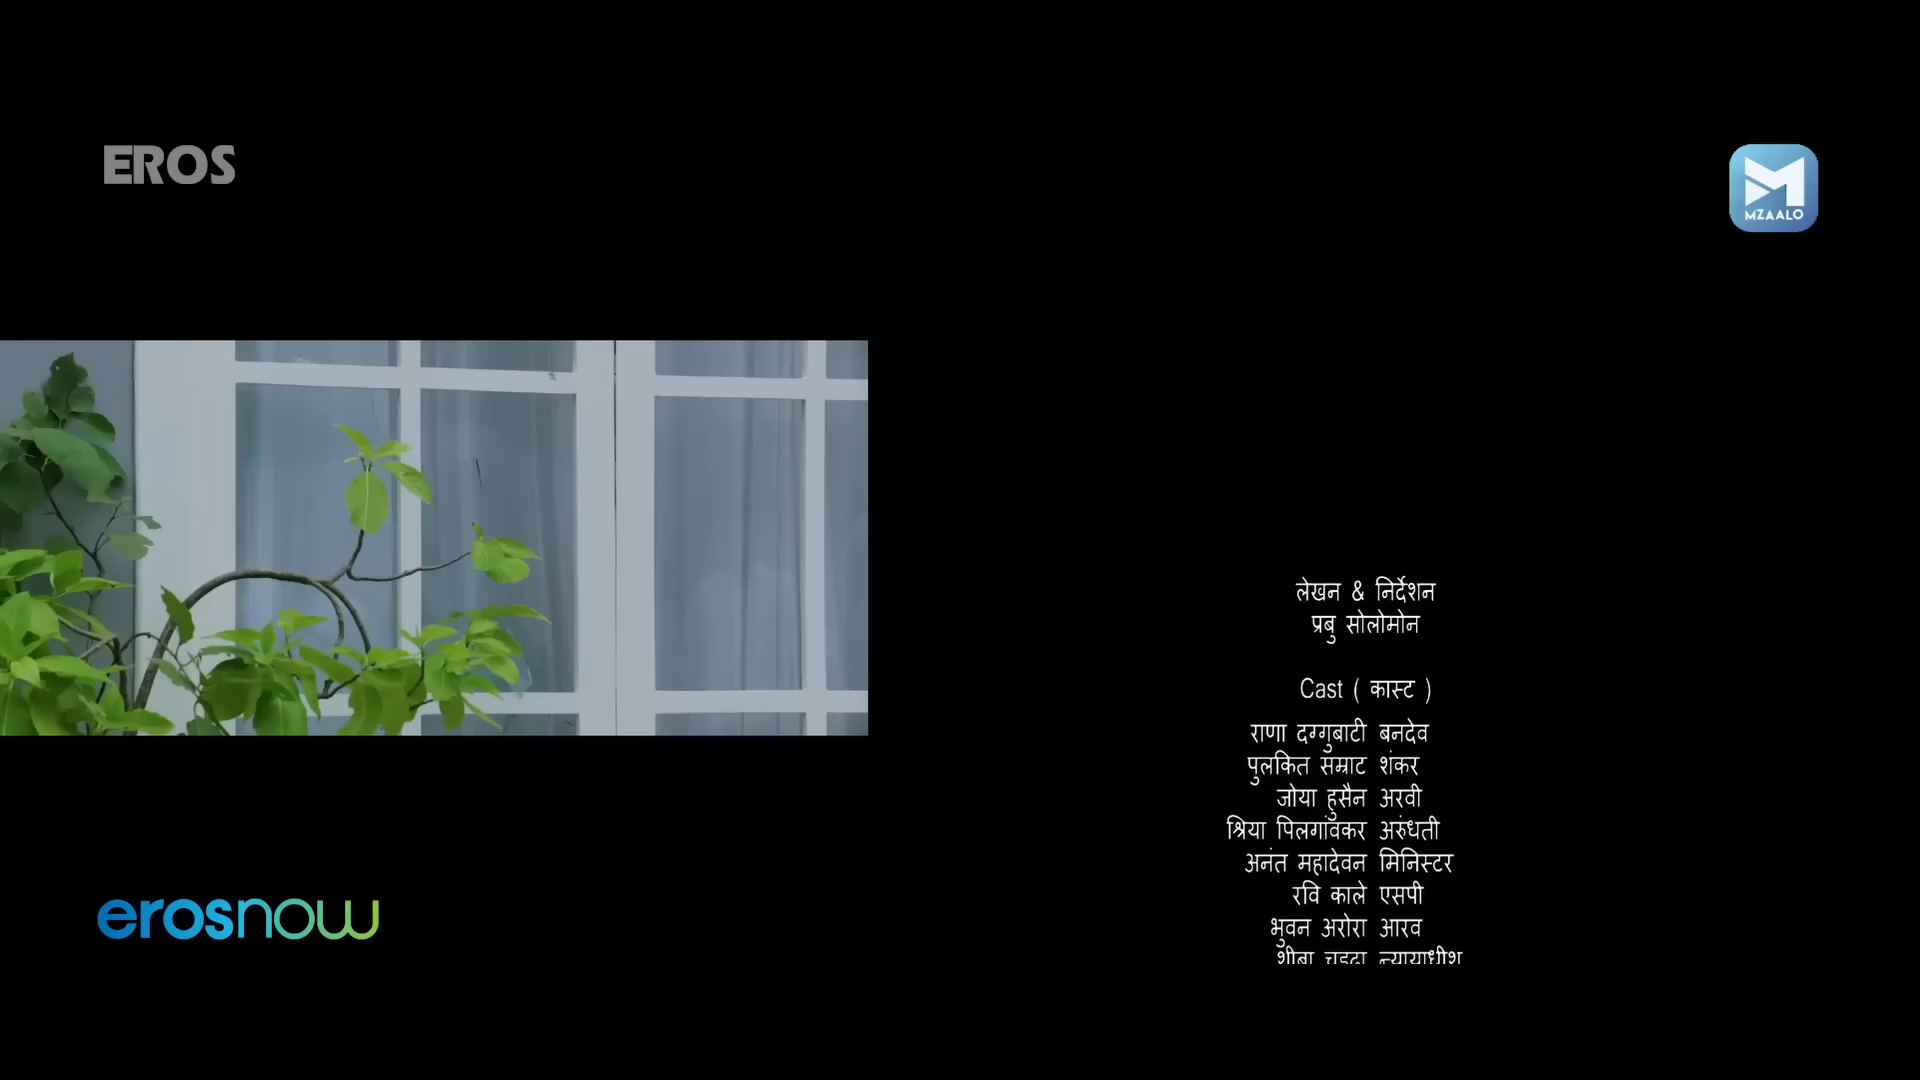 EROS
MZAALO
लेखन & निर्देशन
प्रबु सोलोमोन
Cast ( कास्ट )
राणा दग्गुबाटी बनदेव
पुलकित सम्राट शंकर
जोया हुसैन अरवी
श्रिया पिलगांवकर अरुंधती
अनंत महादेवन मिनिस्टर
रवि काले एसपी
भुवन अरोरा आरव
erosnow